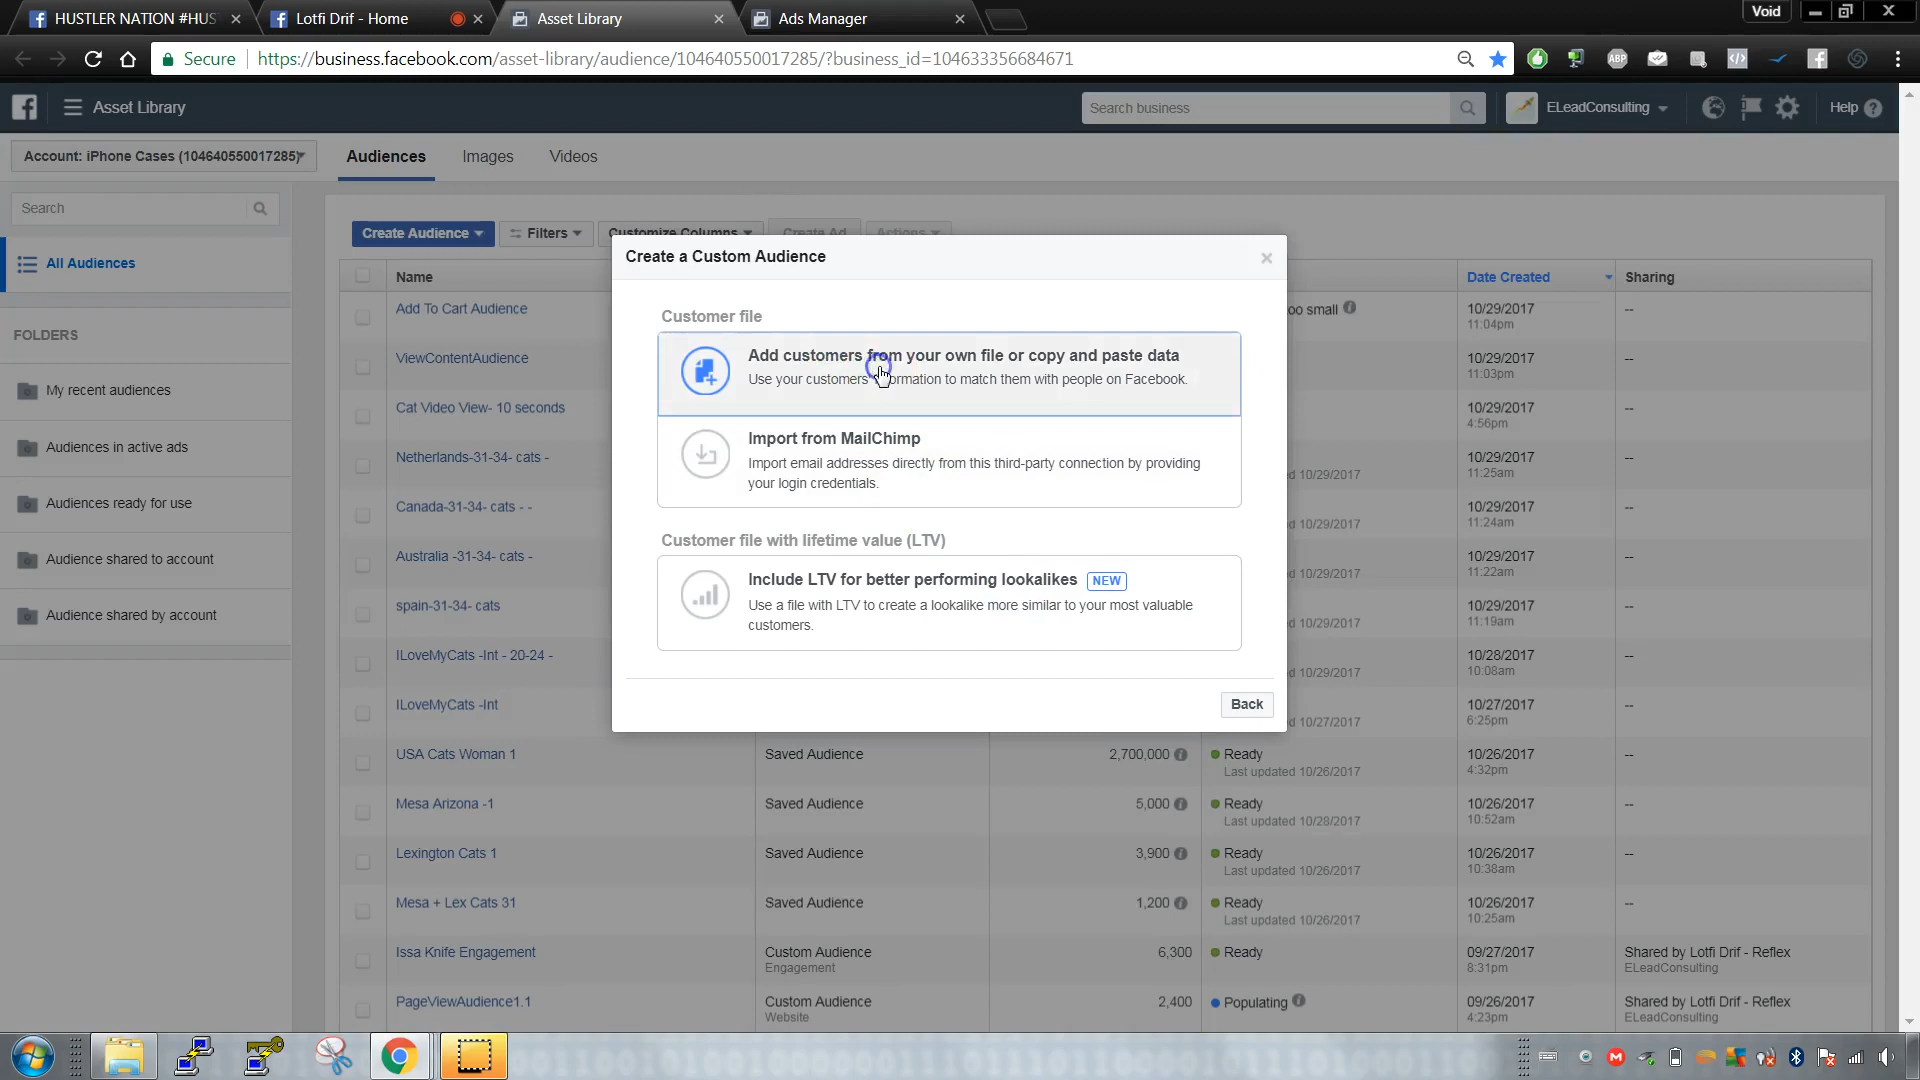 HUSTLER NATION #HUS
Lotfi Drif - Home
Asset Library
Ads Manager
Void
Secure
https://business.facebook.com/asset-library/audience/104640550017285/?business_id=104633356684671
ABP
Asset Library
Search business
ELeadConsulting
Help
Account: iPhone Cases (104640550017285)
Audiences
Images
Videos
Search
All Audiences
FOLDERS
My recent audiences
Audiences in active ads
Audiences ready for use
Audience shared to account
Audience shared by account
Create Audience
Filters
Customize Columns
Create Ad
Actions
Name
Date Created
Sharing
Add To Cart Audience
oo small
10/29/2017
11:04pm
--
ViewContentAudience
10/29/2017
11:03pm
--
Cat Video View- 10 seconds
10/29/2017
4:56pm
--
Netherlands-31-34- cats -
d 10/29/2017
10/29/2017
11:25am
--
Canada-31-34- cats - -
d 10/29/2017
10/29/2017
11:24am
--
Australia -31-34- cats -
d 10/29/2017
10/29/2017
11:22am
--
spain-31-34- cats
d 10/29/2017
10/29/2017
11:19am
--
ILoveMyCats -Int - 20-24 -
d 10/29/2017
10/28/2017
10:08am
--
ILoveMyCats -Int
d 10/27/2017
10/27/2017
6:25pm
--
USA Cats Woman 1
Saved Audience
2,700,000
Ready
Last updated 10/26/2017
10/26/2017
4:32pm
--
Mesa Arizona -1
Saved Audience
5,000
Ready
Last updated 10/28/2017
10/26/2017
10:52am
--
Lexington Cats 1
Saved Audience
3,900
Ready
Last updated 10/26/2017
10/26/2017
10:38am
--
Mesa + Lex Cats 31
Saved Audience
1,200
Ready
Last updated 10/26/2017
10/26/2017
10:25am
--
Issa Knife Engagement
Custom Audience
Engagement
6,300
Ready
09/27/2017
8:31pm
Shared by Lotfi Drif - Reflex
ELeadConsulting
PageViewAudience1.1
Custom Audience
Website
2,400
Populating
09/26/2017
4:23pm
Shared by Lotfi Drif - Reflex
ELeadConsulting
Create a Custom Audience
Customer file
Add customers from your own file or copy and paste data
Use your customers' information to match them with people on Facebook.
Import from MailChimp
Import email addresses directly from this third-party connection by providing
your login credentials.
Customer file with lifetime value (LTV)
Include LTV for better performing lookalikes NEW
Use a file with LTV to create a lookalike more similar to your most valuable
customers.
Back